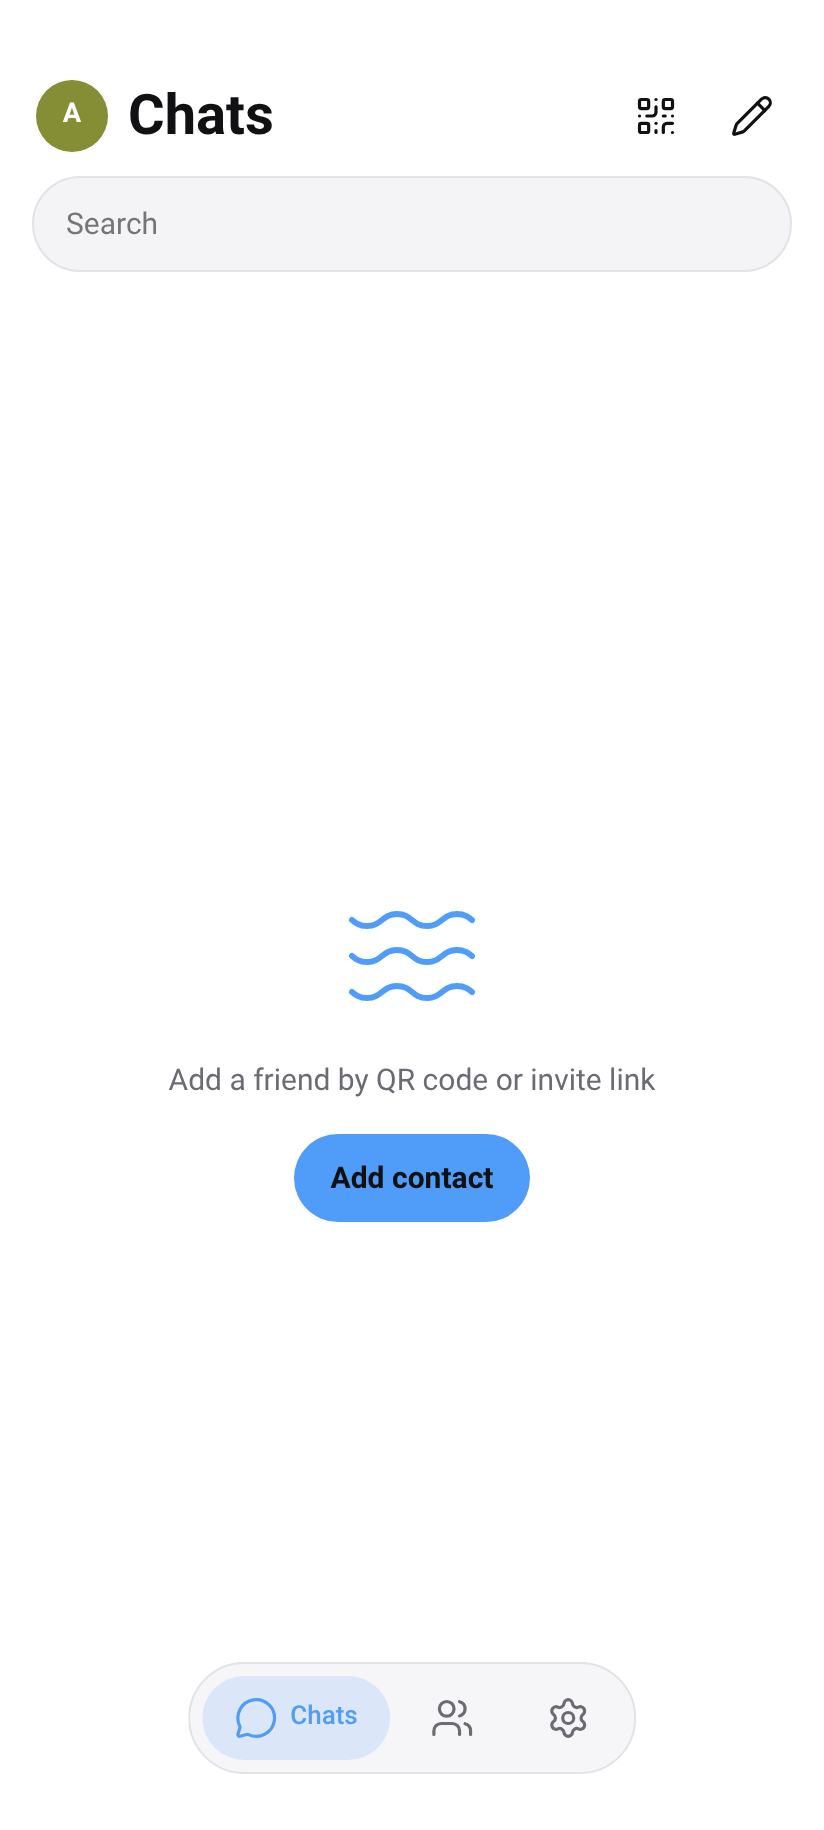 A
Chats
Search
Add a friend by QR code or invite link
Add contact
Chats